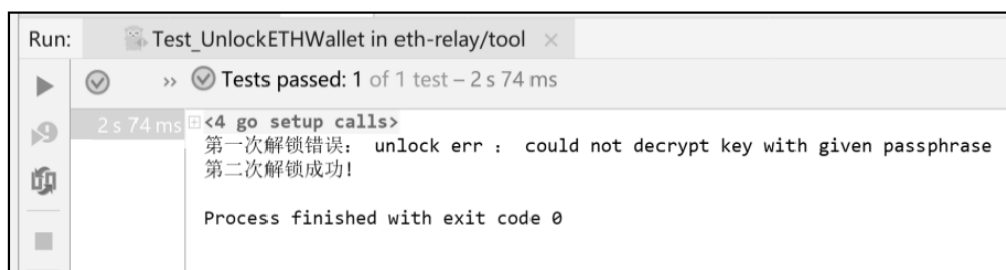 Run: Test_UnlockETHWallet in eth-relay/tool ×
» Tests passed: 1 of 1 test – 2 s 74 ms
2 s 74 ms <4 go setup calls>
第一次解锁错误： unlock err ： could not decrypt key with given passphrase
第二次解锁成功!
Process finished with exit code 0